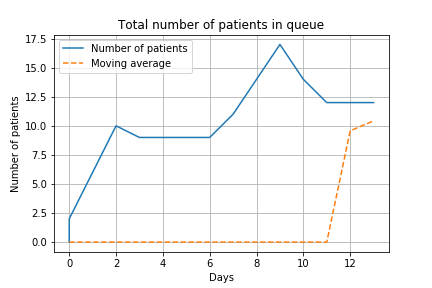 Total number of patients in queue
Number of patients
Moving average
17.5
15.0
12.5
10.0
7.5
5.0
2.5
0.0
Number of patients
0 2 4 6 8 10 12
Days